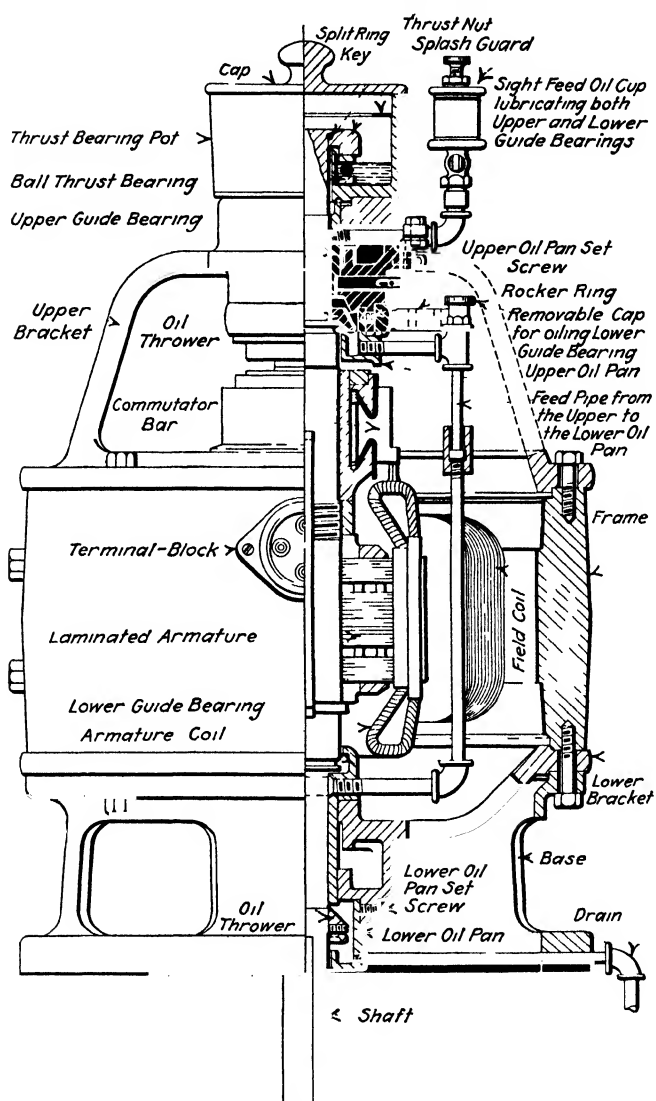 Thrust Nut
Splash Guard
Split Ring
Key
Cap
Sight Feed Oil Cup
lubricating both
Upper and Lower
Guide Bearings
Thrust Bearing Pot
Ball Thrust Bearing
Upper Guide Bearing
Upper Oil Pan Set
Screw
Rocker Ring
Upper
Bracket
Oil
Thrower
Removable Cap
for oiling Lower
Guide Bearing
Upper Oil Pan
Commutator
Bar
Feed Pipe from
the Upper to
the Lower Oil
Pan
Frame
Terminal-Block
Field Coil
Laminated Armature
Lower Guide Bearing
Armature Coil
Lower
Bracket
Base
Lower Oil
Pan Set
Screw
Oil
Thrower
Lower Oil Pan
Drain
Shaft